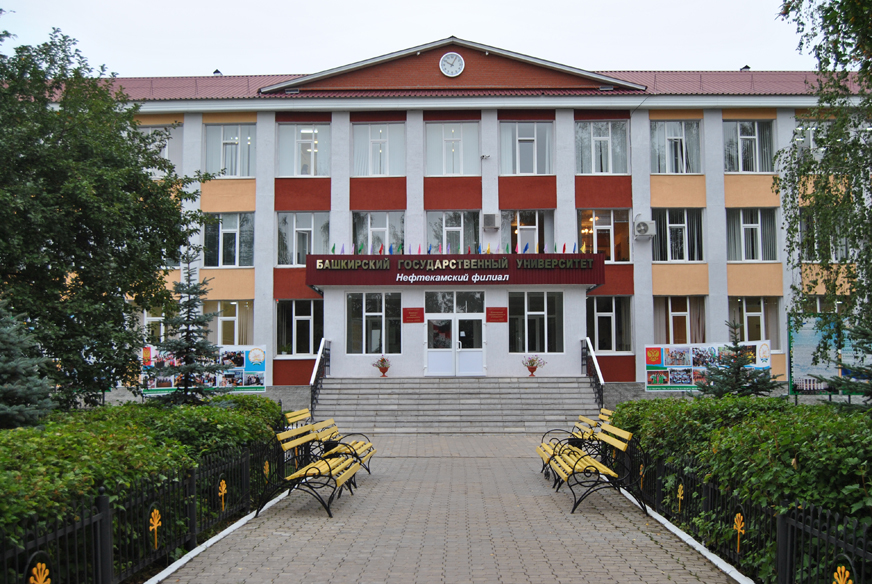 БАШКИРСКИЙ ГОСУДАРСТВЕННЫЙ УНИВЕРСИТЕТ
Нефтекамский филиал